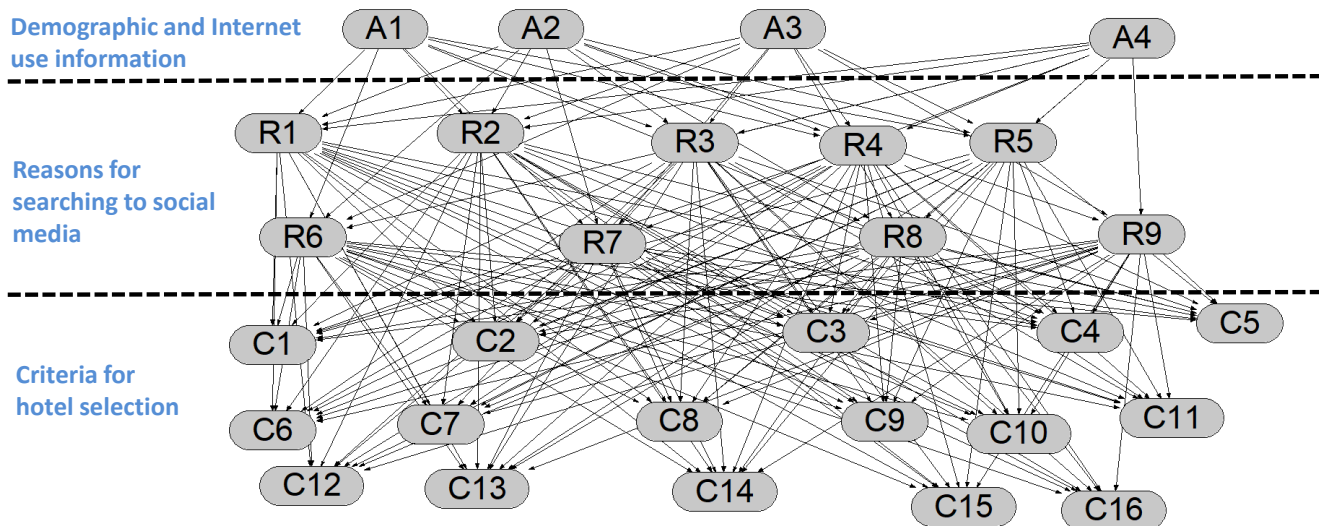 Demographic and Internet
use information
A1 A2 A3 A4
R1 R2 R3 R4 R5
Reasons for
searching to social
media
R6 R7 R8 R9
C1 C2 C3 C4 C5
Criteria for
hotel selection
C6 C7 C8 C9 C10 C11
C12 C13 C14 C15 C16